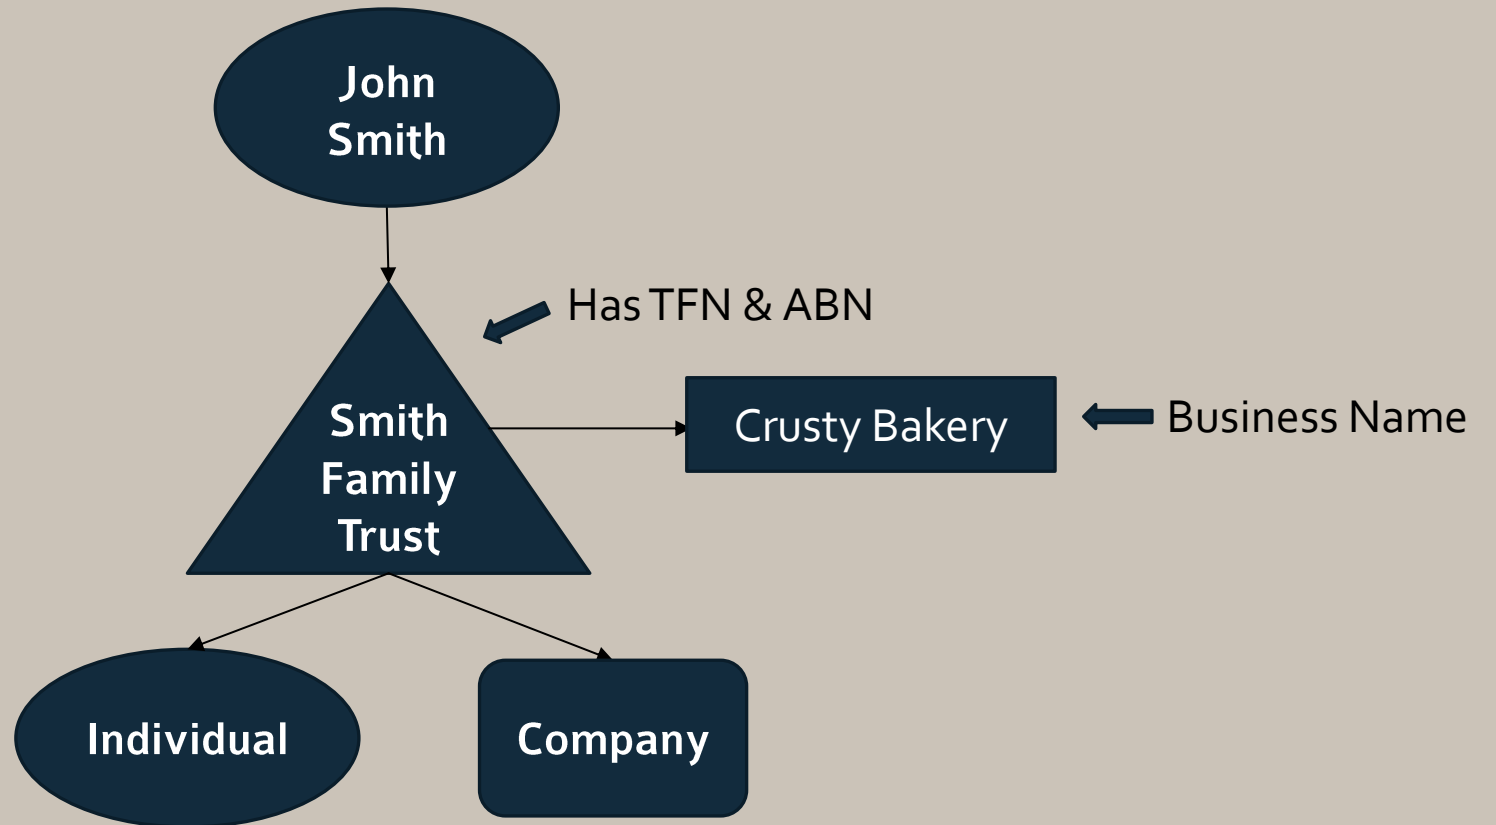 John
Smith
Has TFN & ABN
Smith
Family
Trust
Crusty Bakery
Business Name
Individual
Company